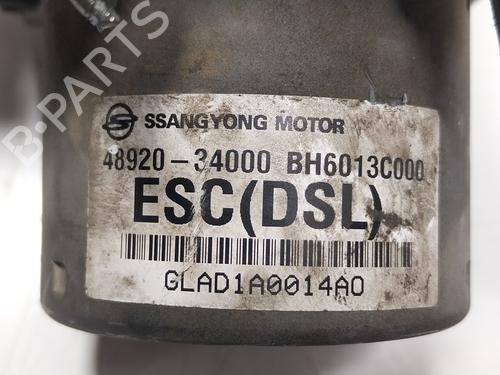 B-PARTS
SSANGYONG MOTOR
48920-34000 BH6013C000
ESC(DSL)
GLAD1A0014A0